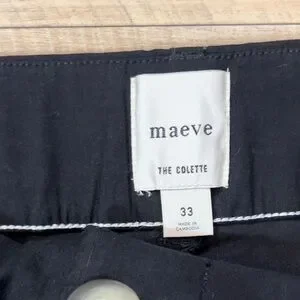 maeve
THE COLETTE
33
MADE IN
CAMBODIA